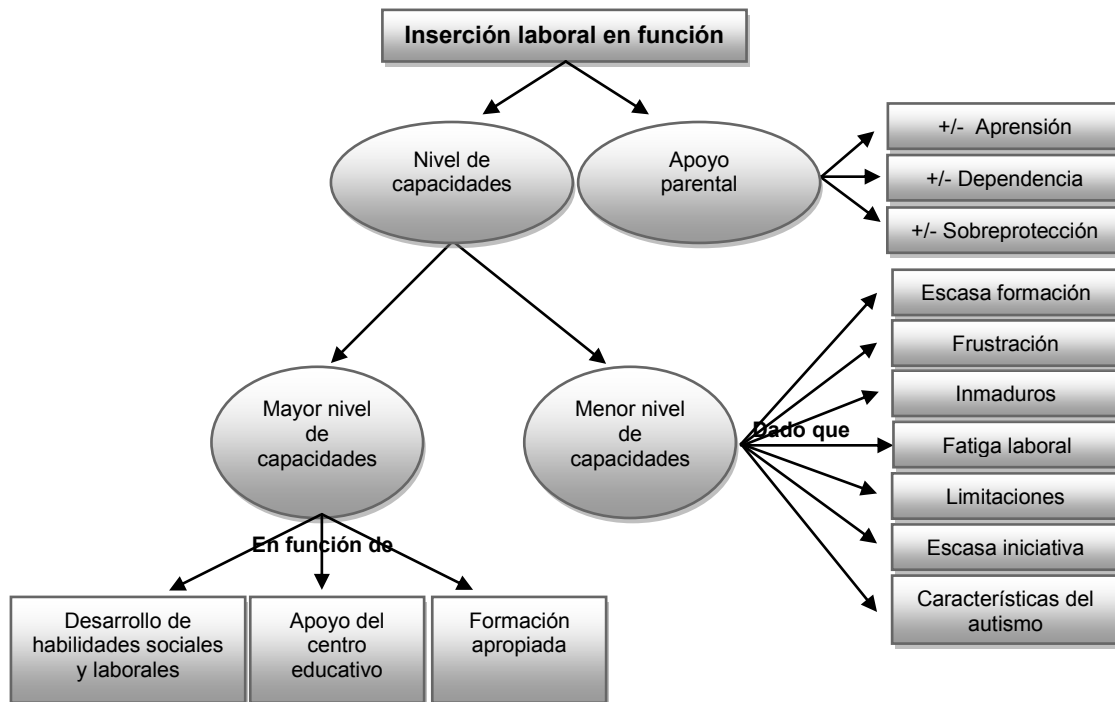 Inserción laboral en función
Nivel de
capacidades
Apoyo
parental
+/- Aprensión
+/- Dependencia
+/- Sobreprotección
Mayor nivel
de
capacidades
Menor nivel
de
capacidades
Dado que
Escasa formación
Frustración
Inmaduros
Fatiga laboral
Limitaciones
Escasa iniciativa
Características del
autismo
En función de
Desarrollo de
habilidades sociales
y laborales
Apoyo del
centro
educativo
Formación
apropiada